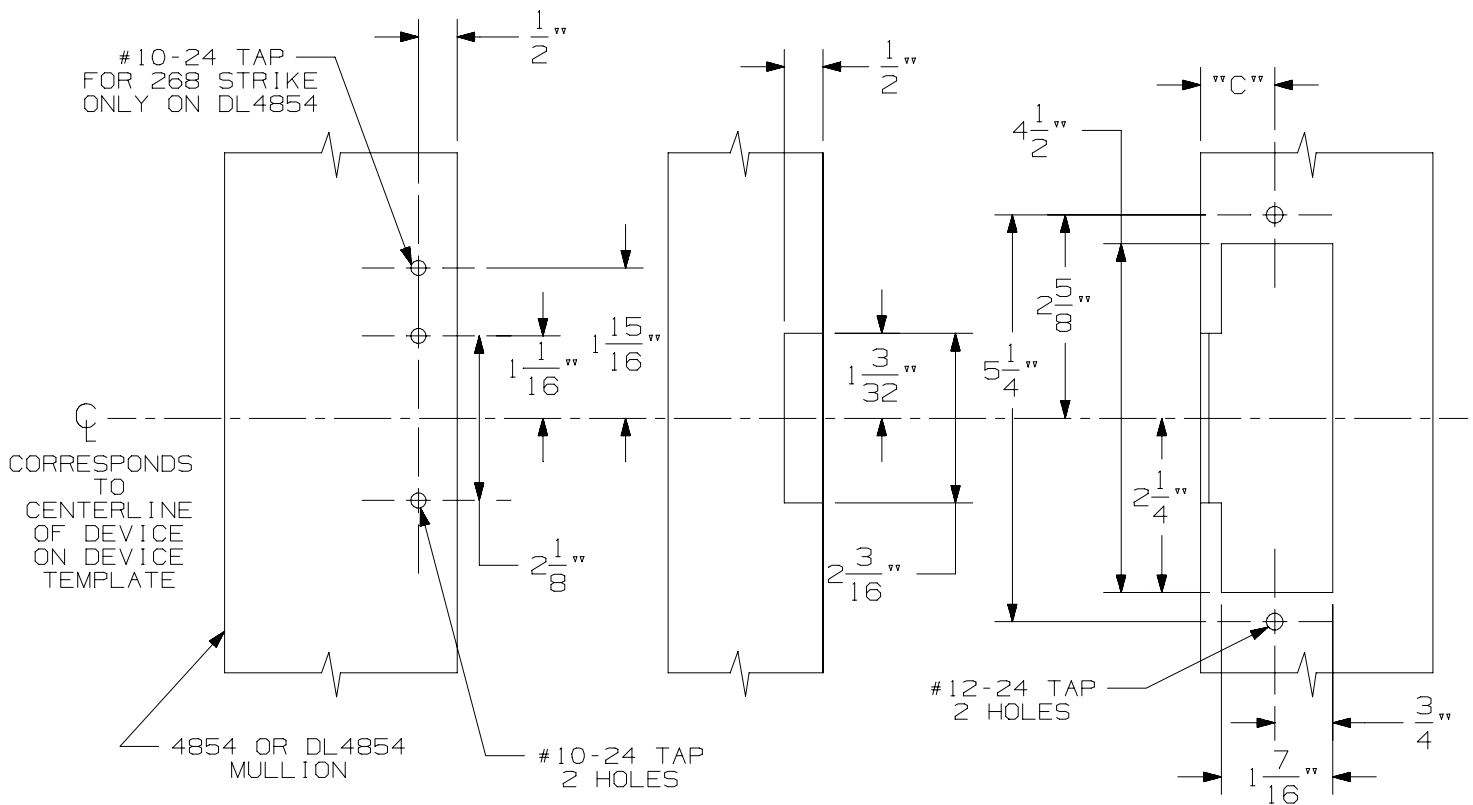 #10-24 TAP
FOR 268 STRIKE
ONLY ON DL4854
1/2"
1/2"
"C"
4 1/2"
1 15/16"
1 1/16"
2 1/8"
1 3/32"
2 3/16"
2 5/8"
5 1/4"
2 1/4"
CL
CORRESPONDS
TO
CENTERLINE
OF DEVICE
ON DEVICE
TEMPLATE
4854 OR DL4854
MULLION
#10-24 TAP
2 HOLES
#12-24 TAP
2 HOLES
3/4"
1 7/16"